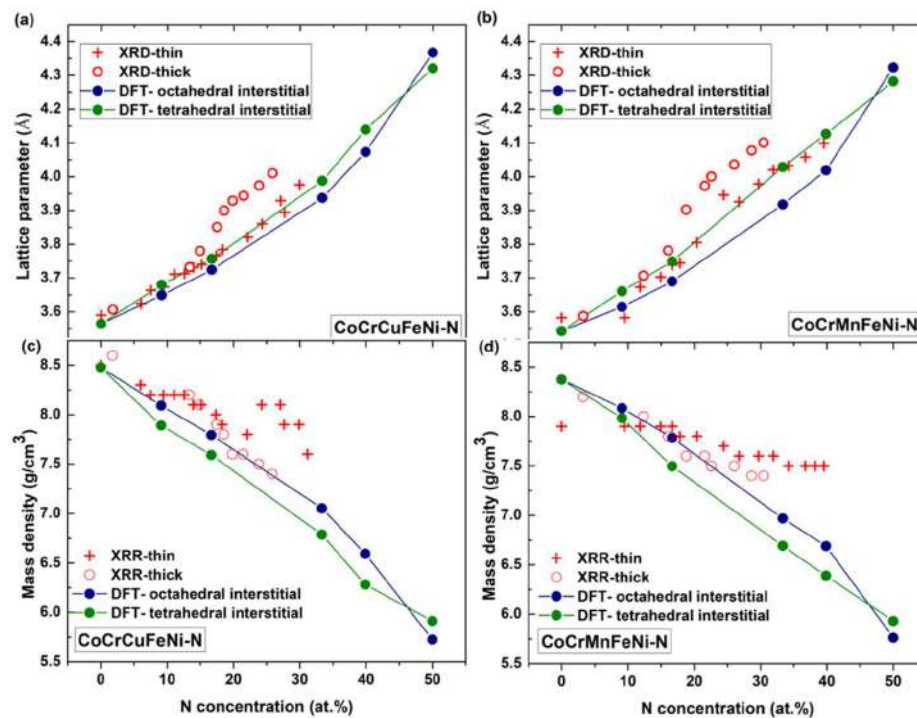 (a)
XRD-thin
XRD-thick
DFT- octahedral interstitial
DFT- tetrahedral interstitial
4.4
4.3
4.2
4.1
4.0
3.9
3.8
3.7
3.6
3.5
Lattice parameter (Å)
CoCrCuFeNi-N
(b)
XRD-thin
XRD-thick
DFT- octahedral interstitial
DFT- tetrahedral interstitial
4.4
4.3
4.2
4.1
4.0
3.9
3.8
3.7
3.6
3.5
Lattice parameter (Å)
CoCrMnFeNi-N
(c)
8.5
8.0
7.5
7.0
6.5
6.0
5.5
Mass density (g/cm3
)
XRR-thin
XRR-thick
DFT- octahedral interstitial
DFT- tetrahedral interstitial
CoCrCuFeNi-N
0 10 20 30 40 50
N concentration (at.%)
(d)
8.5
8.0
7.5
7.0
6.5
6.0
5.5
Mass density (g/cm3)
XRR-thin
XRR-thick
DFT- octahedral interstitial
DFT- tetrahedral interstitial
CoCrMnFeNi-N
0 10 20 30 40 50
N concentration (at.%)